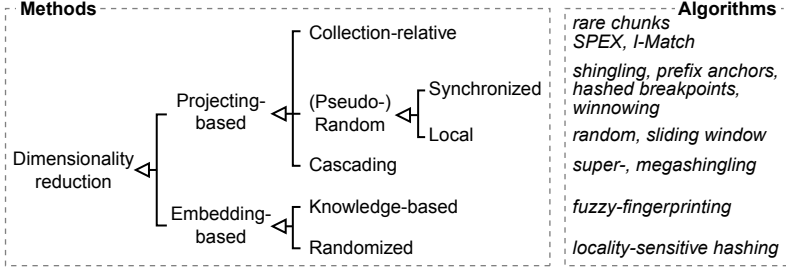 Methods
Algorithms
Collection-relative
rare chunks
SPEX, I-Match
Projecting-
based
(Pseudo-)
Random
Synchronized
shingling, prefix anchors,
hashed breakpoints,
winnowing
Local
random, sliding window
Dimensionality
reduction
Cascading
super-, megashingling
Embedding-
based
Knowledge-based
fuzzy-fingerprinting
Randomized
locality-sensitive hashing